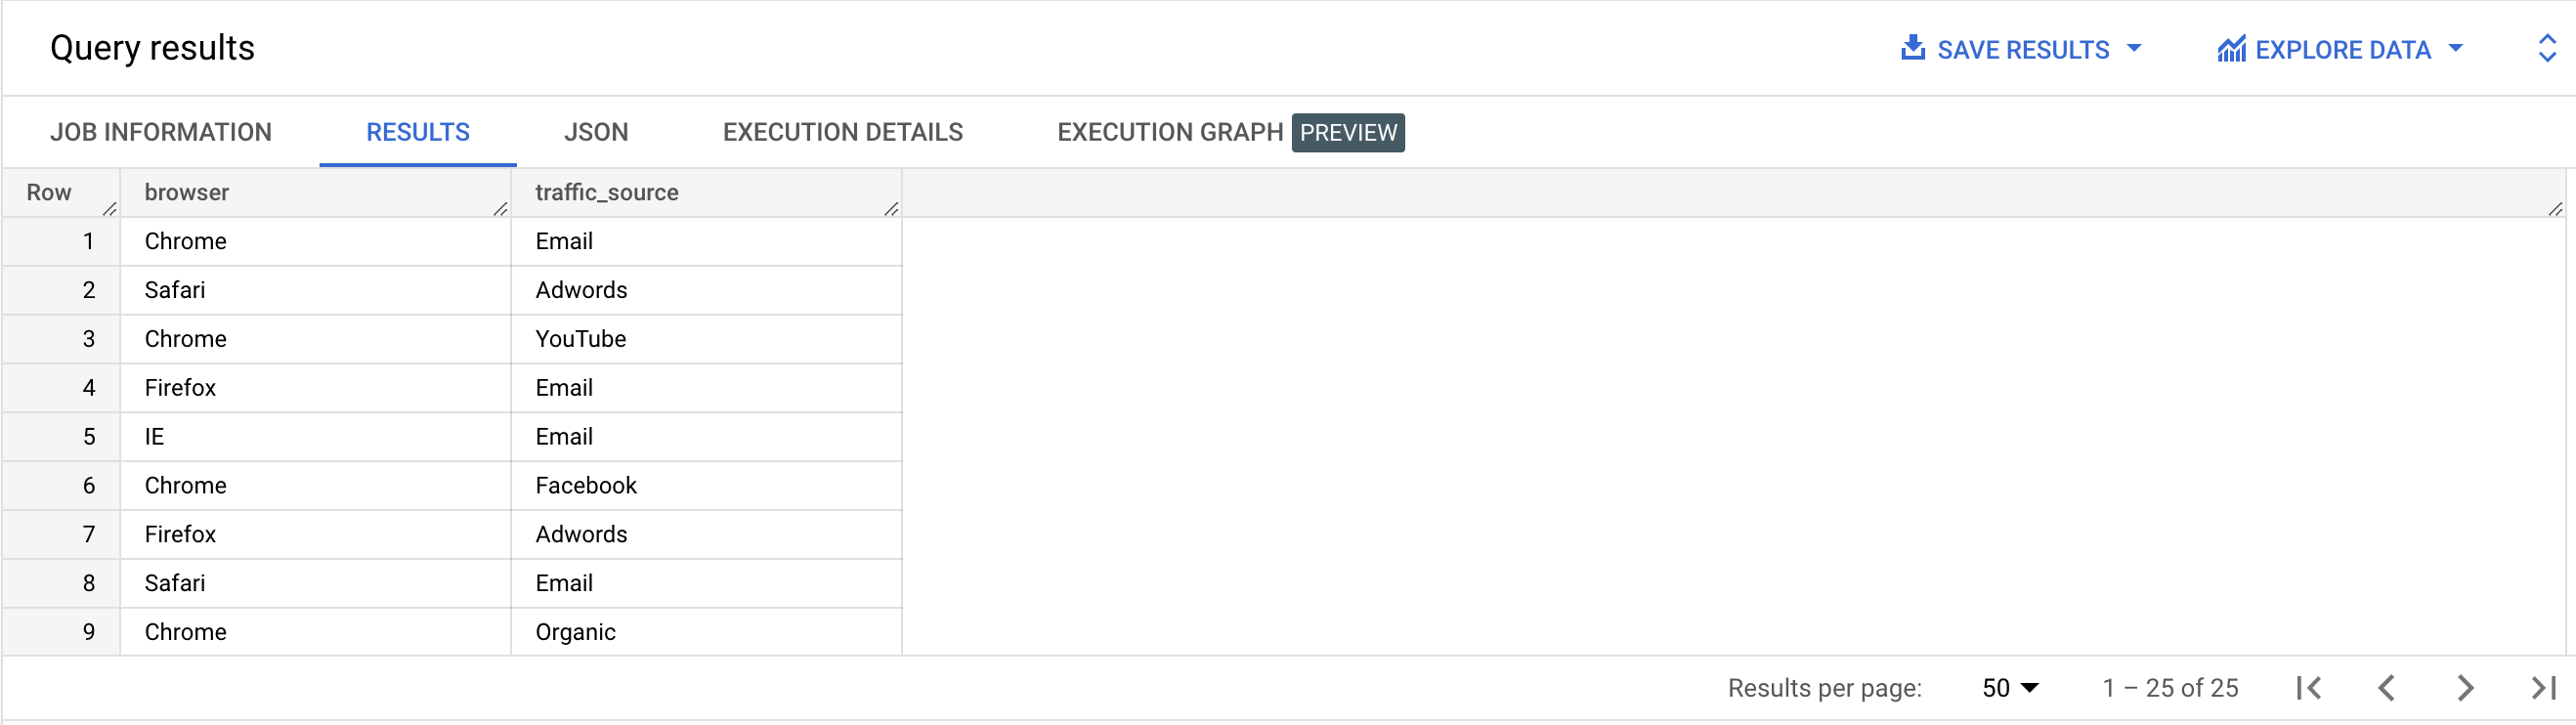 Query results SAVE RESULTS EXPLORE DATA
JOB INFORMATION RESULTS JSON EXECUTION DETAILS EXECUTION GRAPH PREVIEW
Row browser traffic_source
1 Chrome Email
2 Safari Adwords
3 Chrome YouTube
4 Firefox Email
5 IE Email
6 Chrome Facebook
7 Firefox Adwords
8 Safari Email
9 Chrome Organic
Results per page: 50 1 – 25 of 25